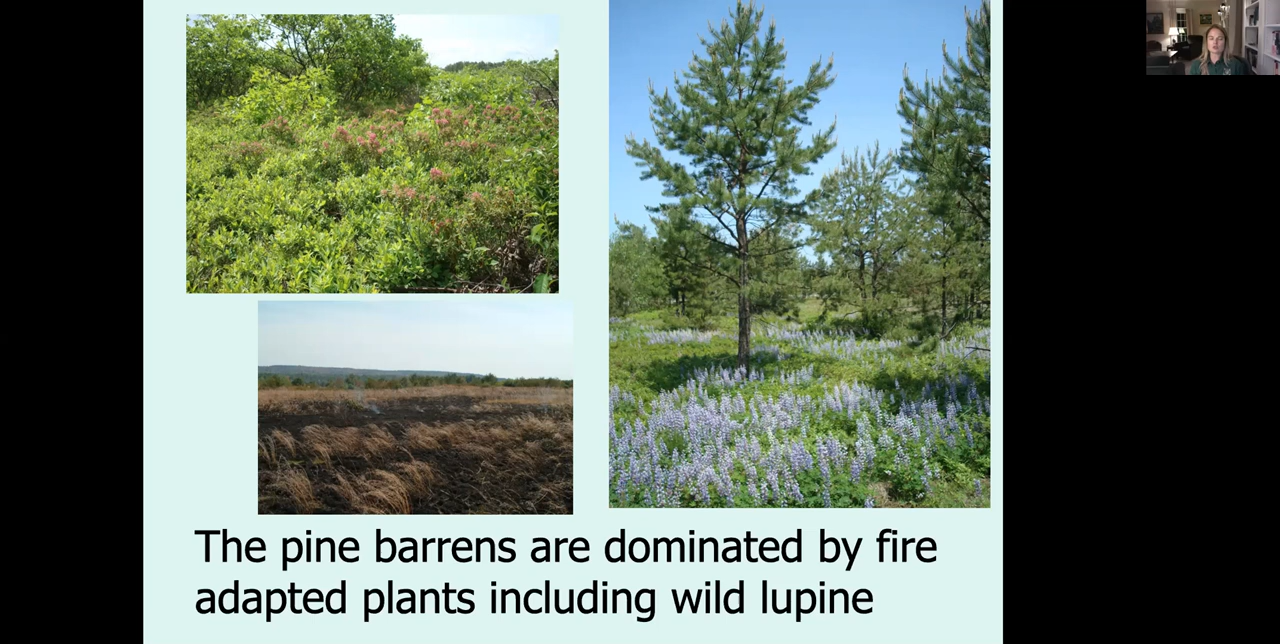 The pine barrens are dominated by fire
adapted plants including wild lupine